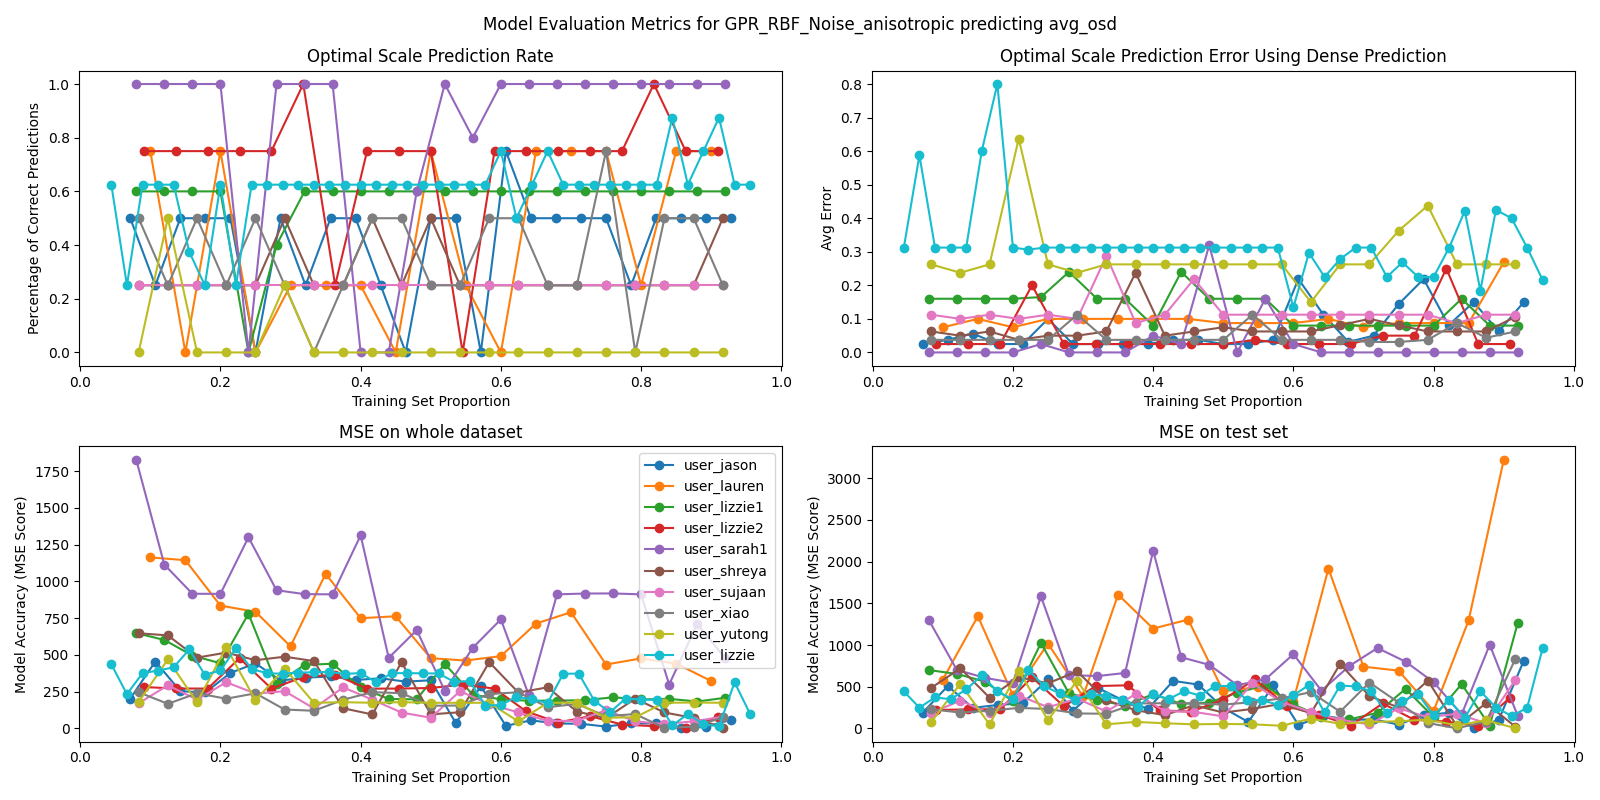 Model Evaluation Metrics for GPR_RBF_Noise_anisotropic predicting avg_osd
Optimal Scale Prediction Rate
Percentage of Correct Predictions
1.0
0.8
0.6
0.4
0.2
0.0
0.0 0.2 0.4 0.6 0.8 1.0
Training Set Proportion
Optimal Scale Prediction Error Using Dense Prediction
Avg Error
0.8
0.7
0.6
0.5
0.4
0.3
0.2
0.1
0.0
0.0 0.2 0.4 0.6 0.8 1.0
Training Set Proportion
MSE on whole dataset
Model Accuracy (MSE Score)
1750
1500
1250
1000
750
500
250
0
0.0 0.2 0.4 0.6 0.8 1.0
Training Set Proportion
user_jason
user_lauren
user_lizzie1
user_lizzie2
user_sarah1
user_shreya
user_sujaan
user_xiao
user_yutong
user_lizzie
MSE on test set
Model Accuracy (MSE Score)
3000
2500
2000
1500
1000
500
0
0.0 0.2 0.4 0.6 0.8 1.0
Training Set Proportion